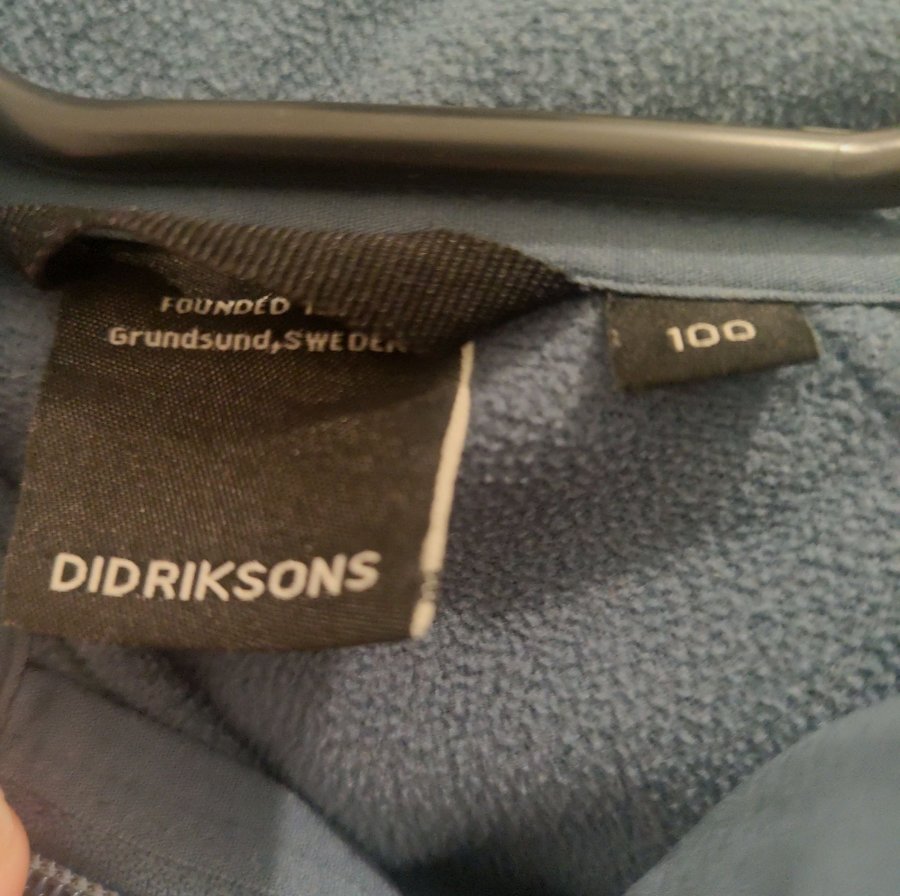 FOUNDED
Grundsund, SWEDEN
100
DIDRIKSONS